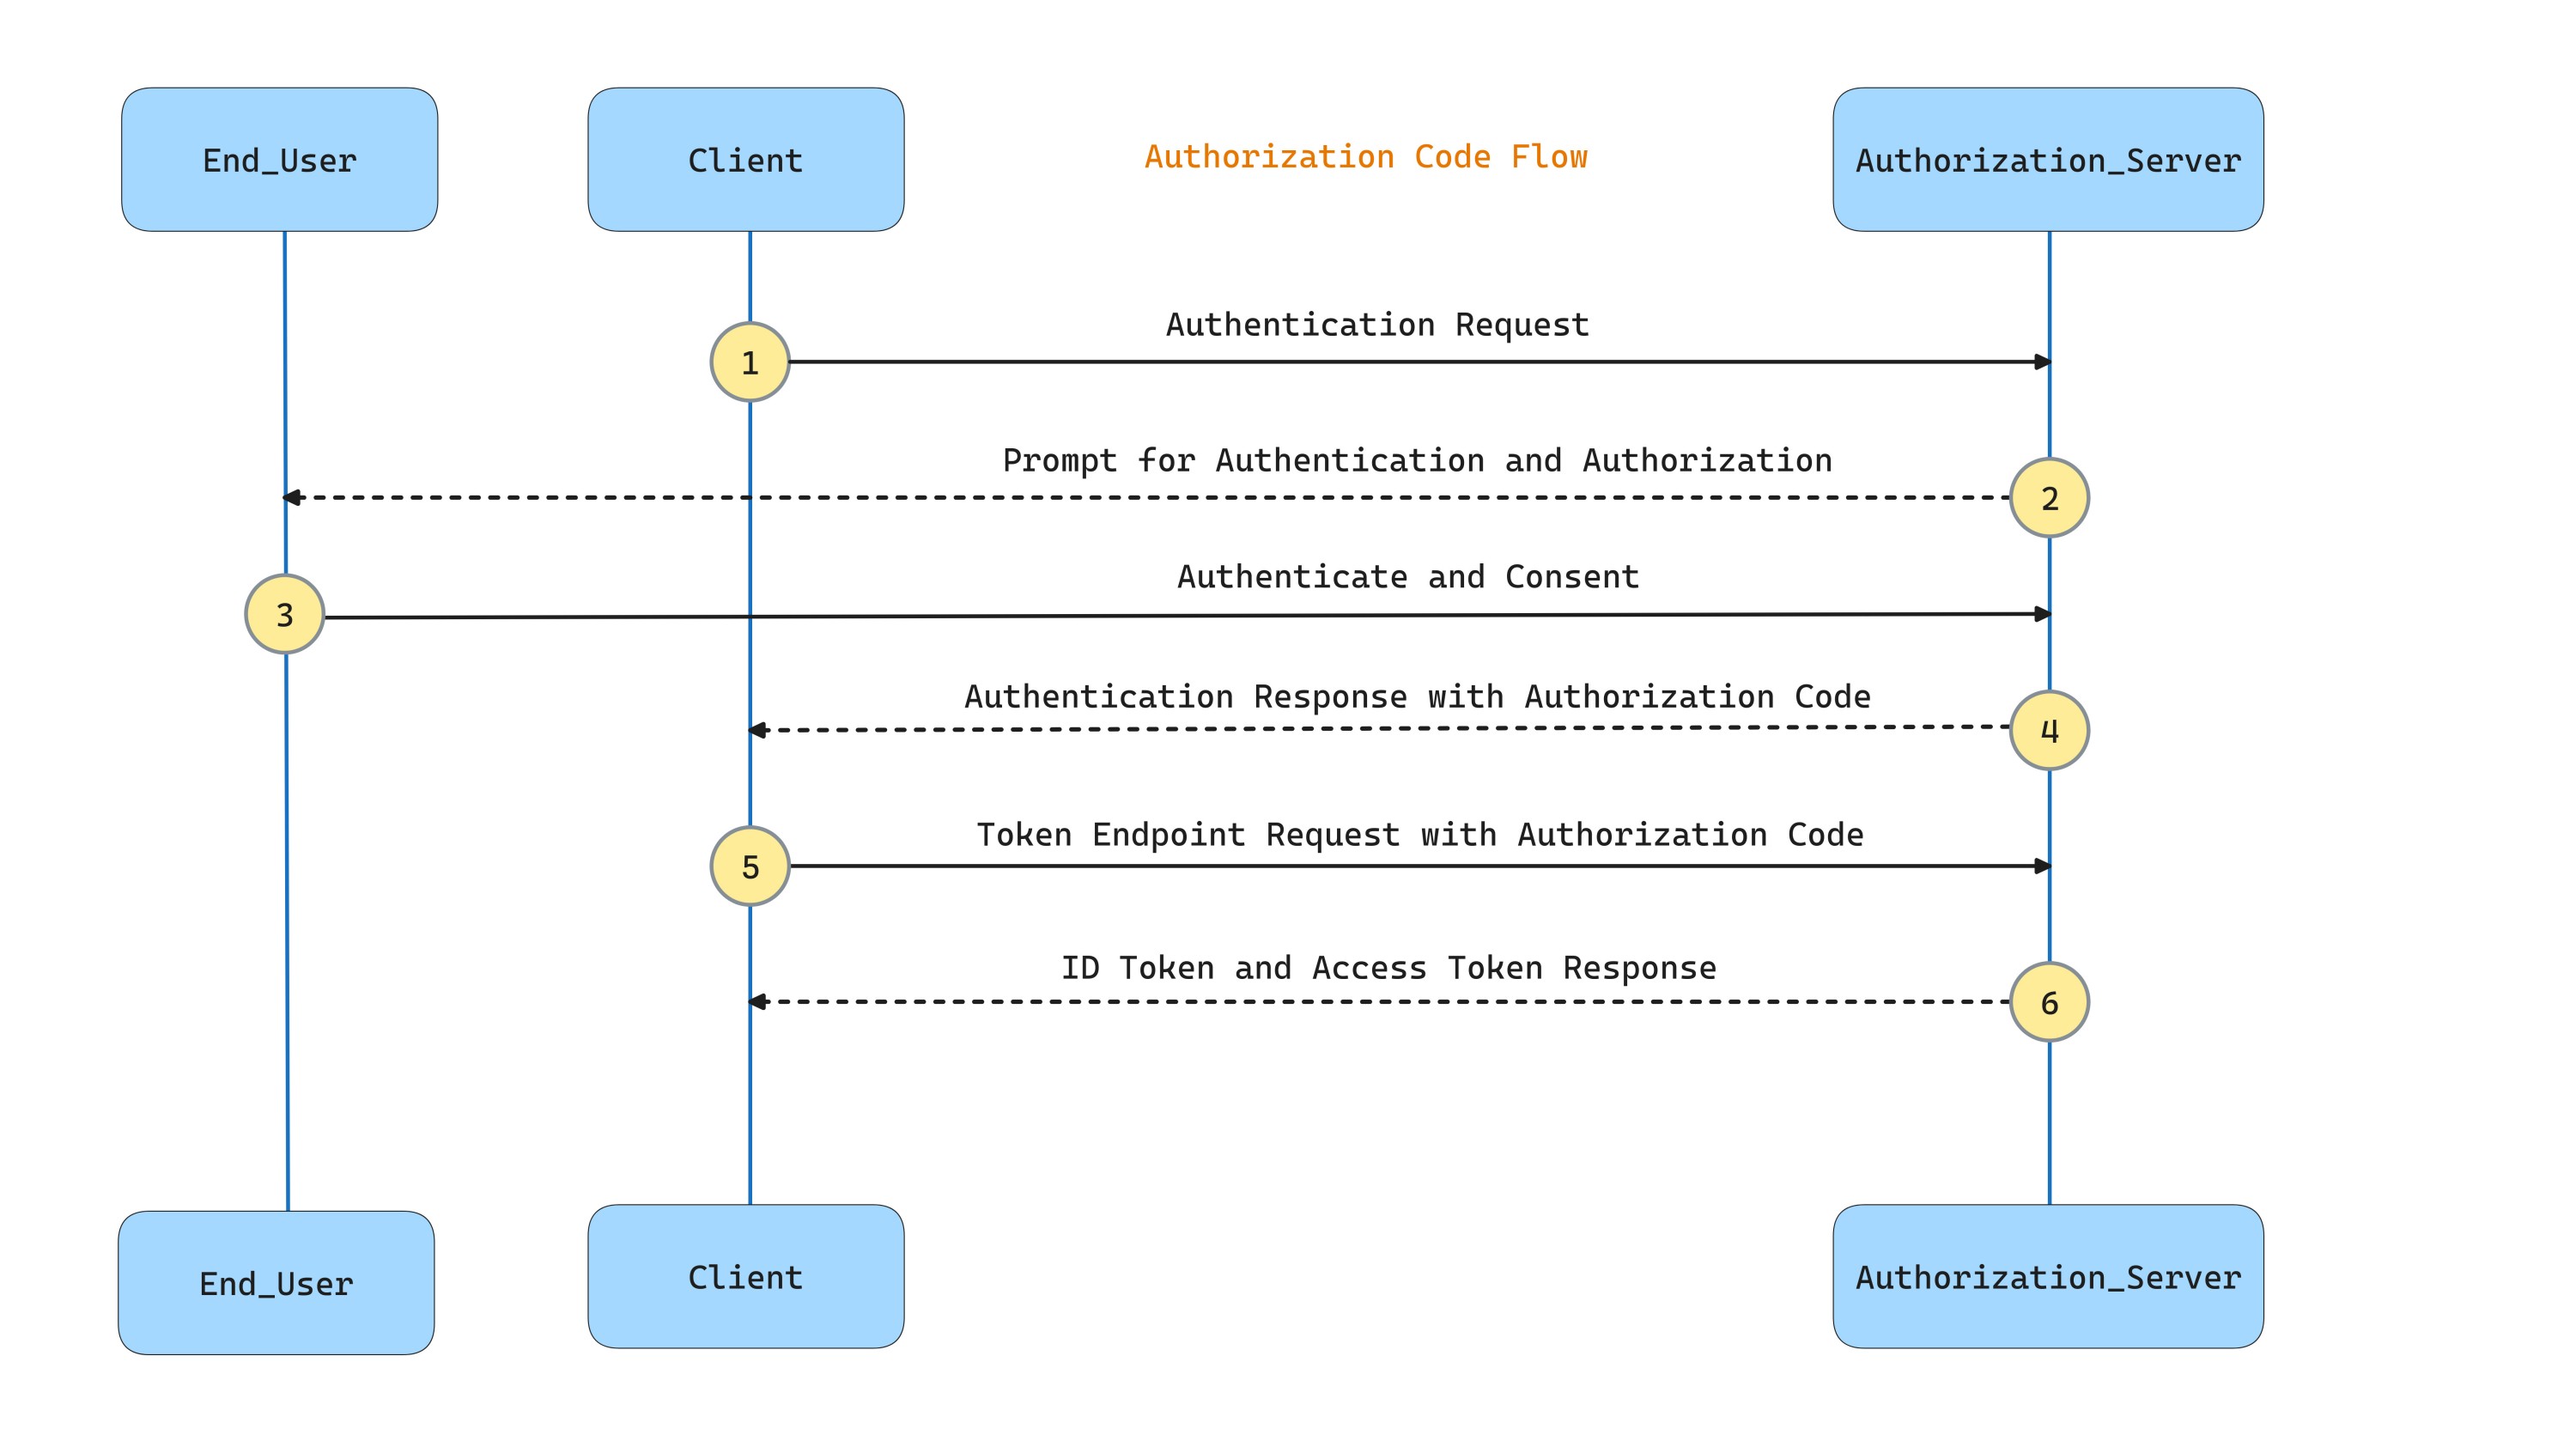 End_User
Client
Authorization Code Flow
Authorization_Server
Authentication Request
1
Prompt for Authentication and Authorization
2
Authenticate and Consent
3
Authentication Response with Authorization Code
4
Token Endpoint Request with Authorization Code
5
ID Token and Access Token Response
6
End_User
Client
Authorization_Server